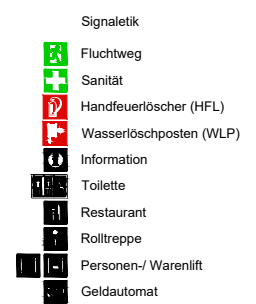 Signaletik
Fluchtweg
Sanität
Handfeuerlöscher (HFL)
Wasserlöschposten (WLP)
Information
Toilette
Restaurant
Rolltreppe
Personen-/ Warenlift
Geldautomat